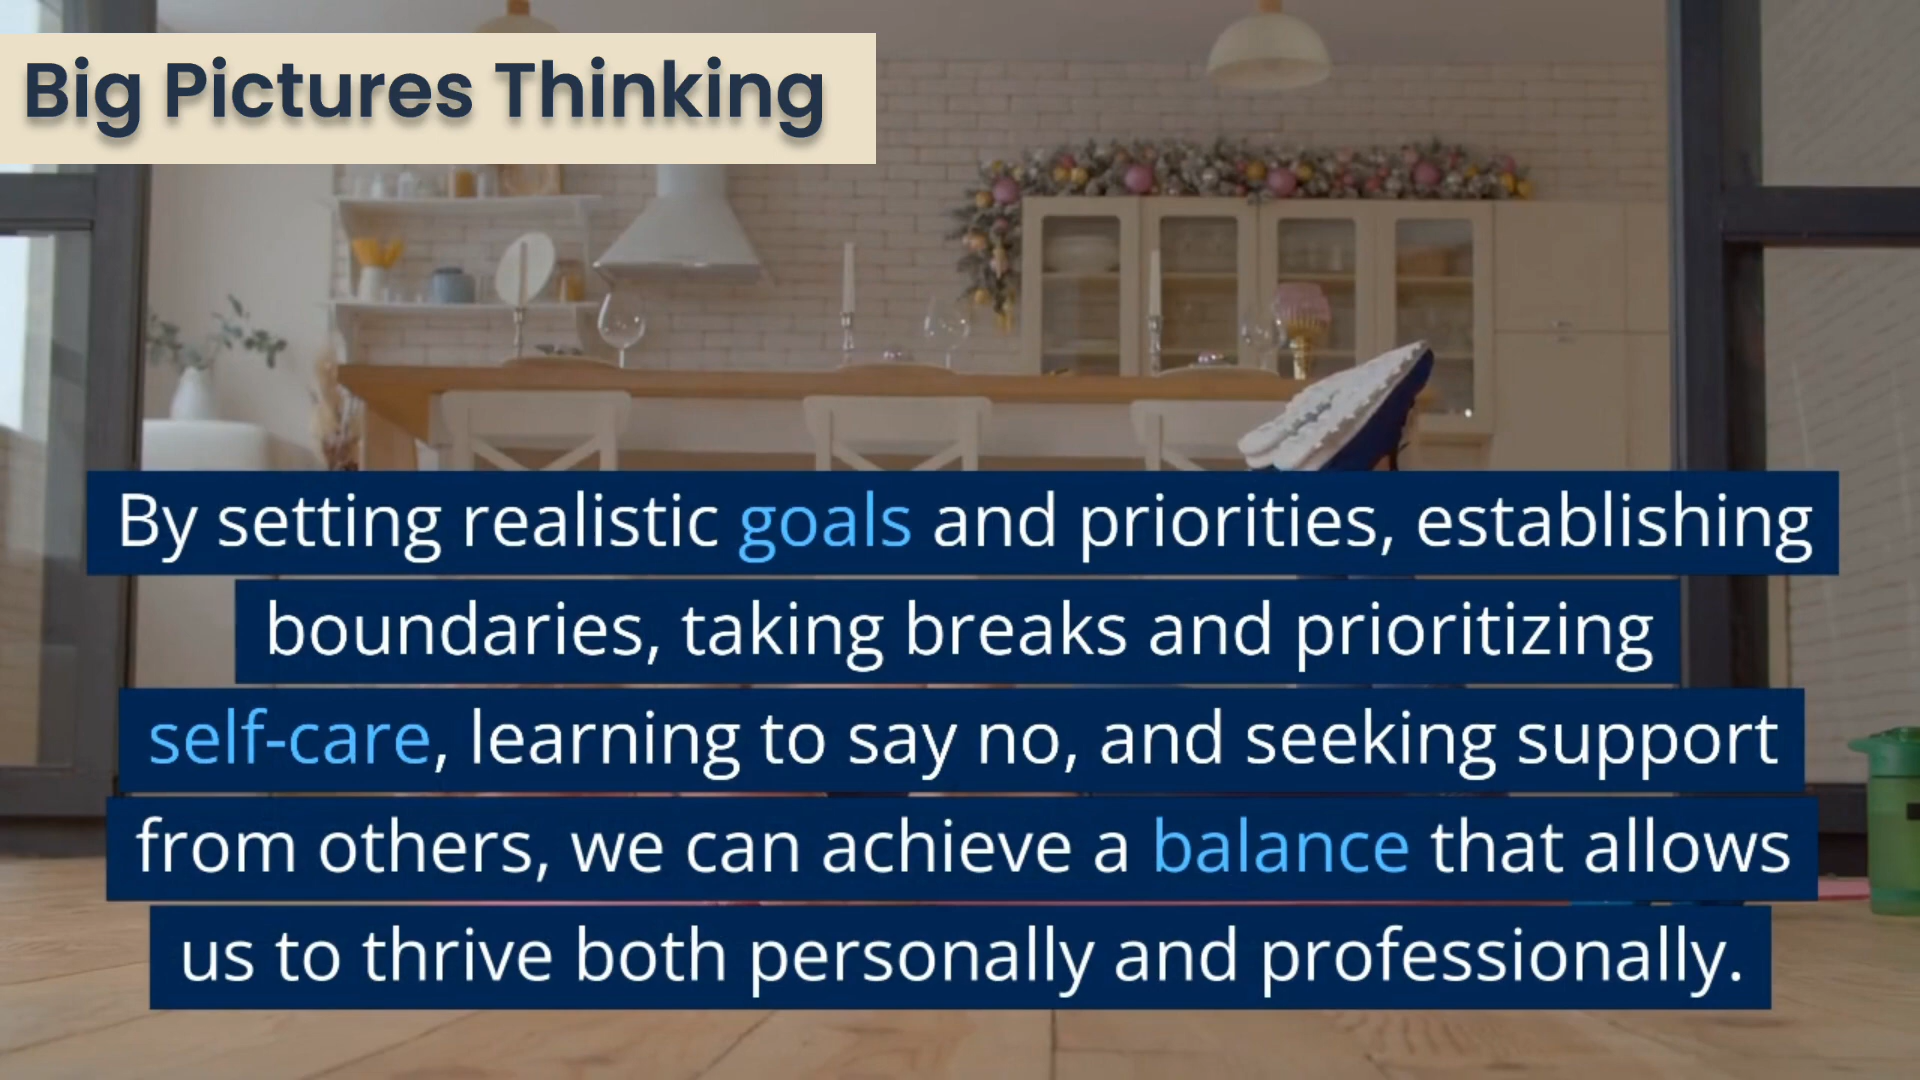 Big Pictures Thinking
By setting realistic goals and priorities, establishing
boundaries, taking breaks and prioritizing
self-care, learning to say no, and seeking support
from others, we can achieve a balance that allows
us to thrive both personally and professionally.